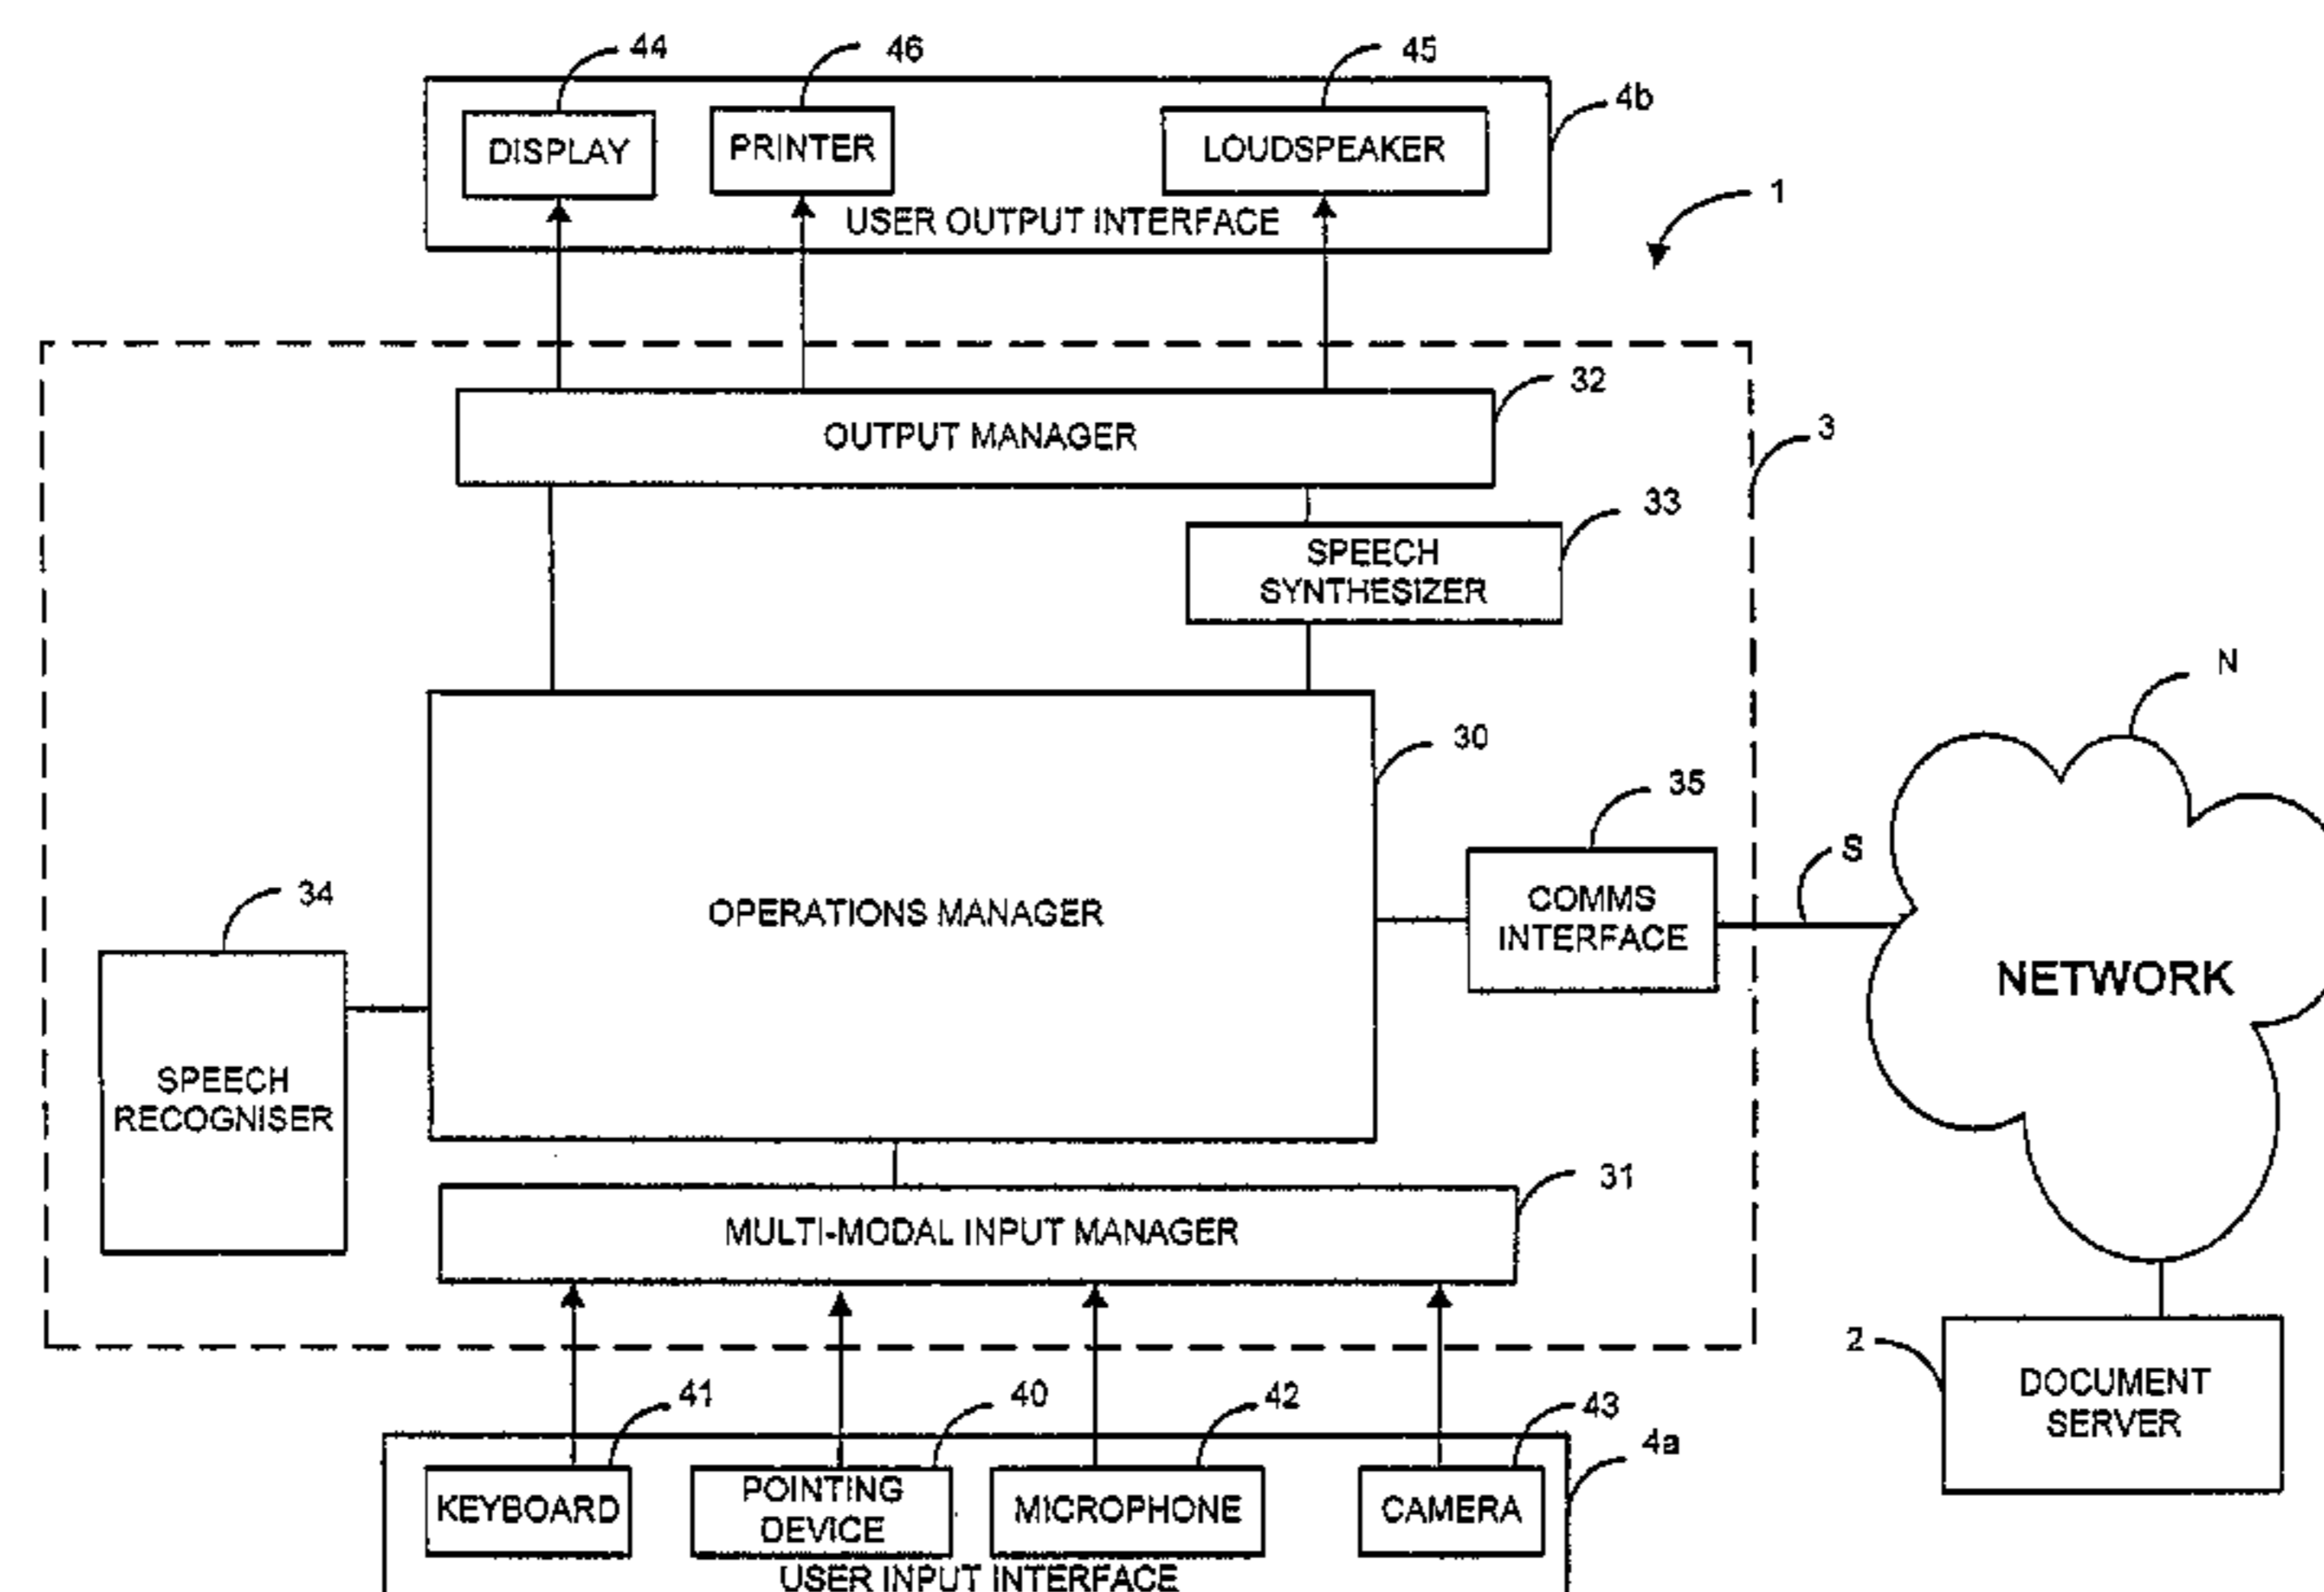 44
46
45
4b
DISPLAY
PRINTER
LOUDSPEAKER
USER OUTPUT INTERFACE
1
32
OUTPUT MANAGER
3
33
SPEECH
SYNTHESIZER
N
30
35
S
34
OPERATIONS MANAGER
COMMS
INTERFACE
NETWORK
SPEECH
RECOGNISER
31
MULTI-MODAL INPUT MANAGER
2
DOCUMENT
SERVER
41
40
42
43
4a
KEYBOARD
POINTING
DEVICE
MICROPHONE
CAMERA
USER INPUT INTERFACE